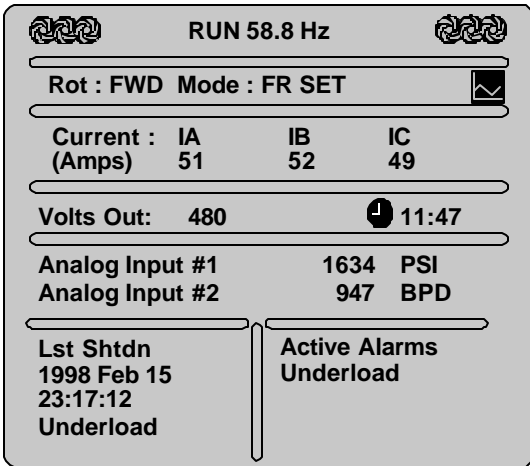 RUN 58.8 Hz
Rot : FWD Mode : FR SET
Current : IA IB IC
(Amps) 51 52 49
Volts Out: 480 11:47
Analog Input #1 1634 PSI
Analog Input #2 947 BPD
Lst Shtdn
1998 Feb 15
23:17:12
Underload
Active Alarms
Underload